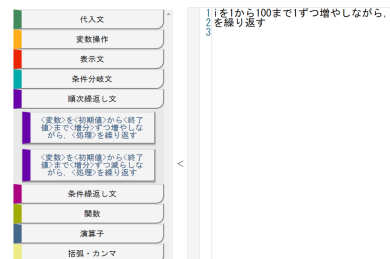 代入文
変数操作
表示文
条件分岐文
順次繰返し文
<変数>を<初期値>から<終了
値>まで<増分>ずつ増やしな
がら，<処理>を繰り返す
<変数>を<初期値>から<終了
値>まで<増分>ずつ減らしな
がら，<処理>を繰り返す
条件繰返し文
関数
演算子
括弧・カンマ
<
1 iを1から100まで1ずつ増やしながら，
2 を繰り返す
3